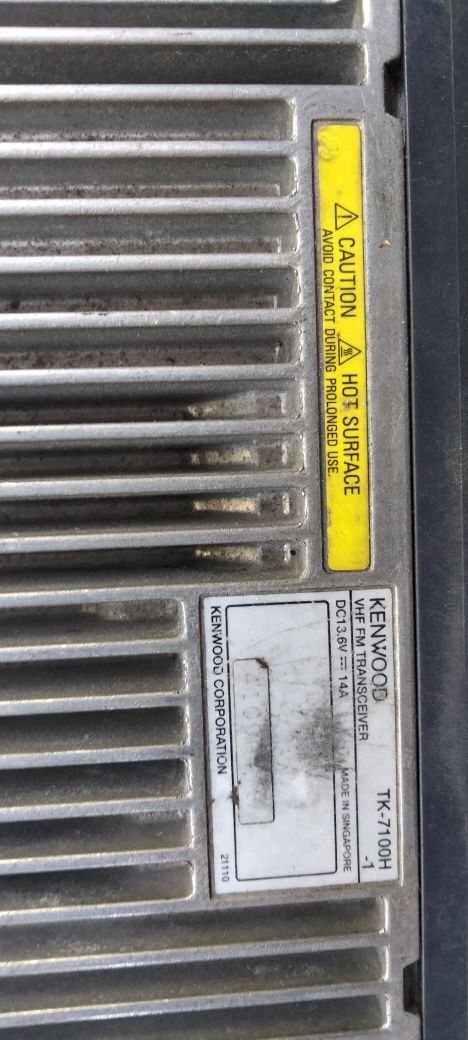 CAUTION HOT SURFACE
AVOID CONTACT DURING PROLONGED USE.
KENWOOD TK-7100H
VHF FM TRANSCEIVER -1
DC13.6V 14A MADE IN SINGAPORE
KENWOOD CORPORATION 21110